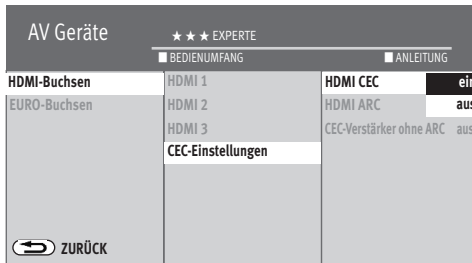 AV Geräte
★★★ EXPERTE
BEDIENUMFANG ANLEITUNG
HDMI-Buchsen HDMI 1 HDMI CEC ein
EURO-Buchsen HDMI 2 HDMI ARC aus
HDMI 3 CEC-Verstärker ohne ARC aus
CEC-Einstellungen
ZURÜCK